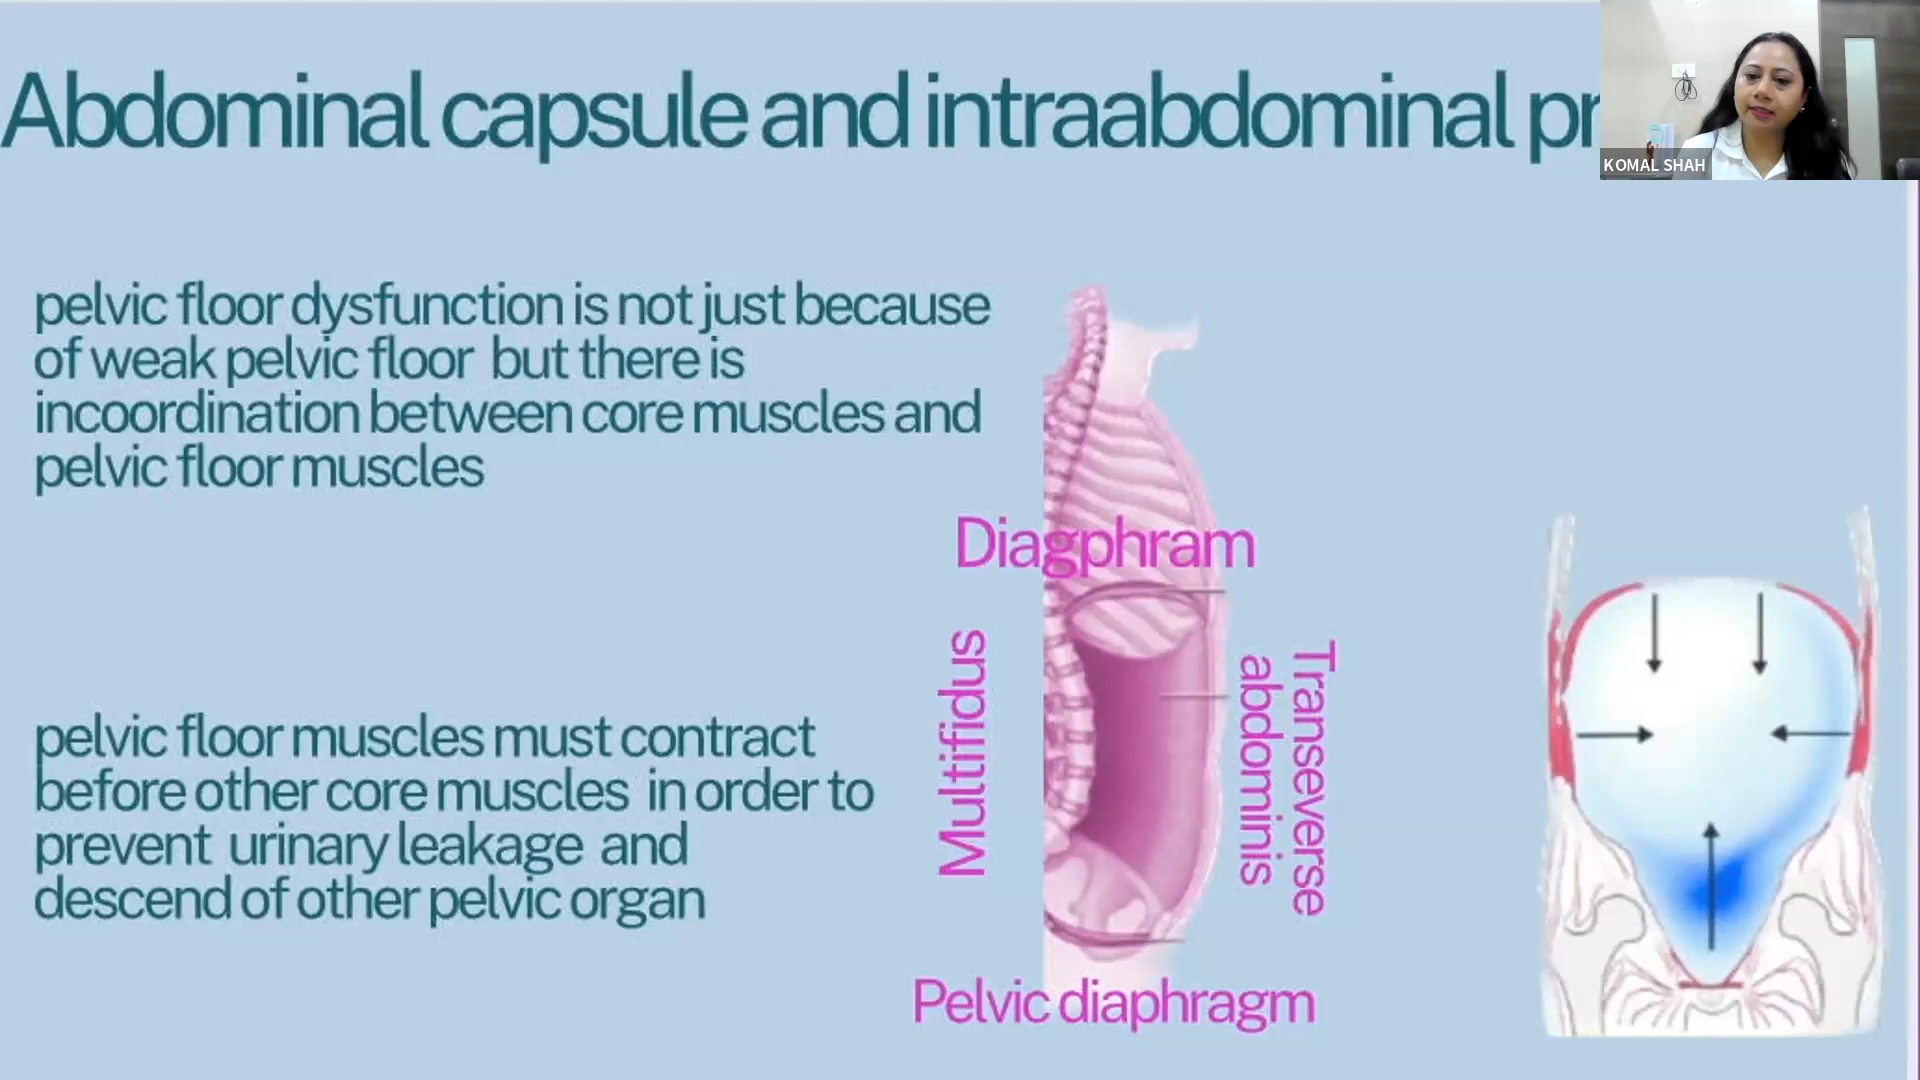 Abdominal capsule and intraabdominal
KOMAL SHAH
pelvic floor dysfunction is not just because
of weak pelvic floor but there is
incoordination between core muscles and
pelvic floor muscles
pelvic floor muscles must contract
before other core muscles in order to
prevent urinary leakage and
descend of other pelvic organ
Diagphram
Multifidus
Transeverse
abdominis
Pelvic diaphragm